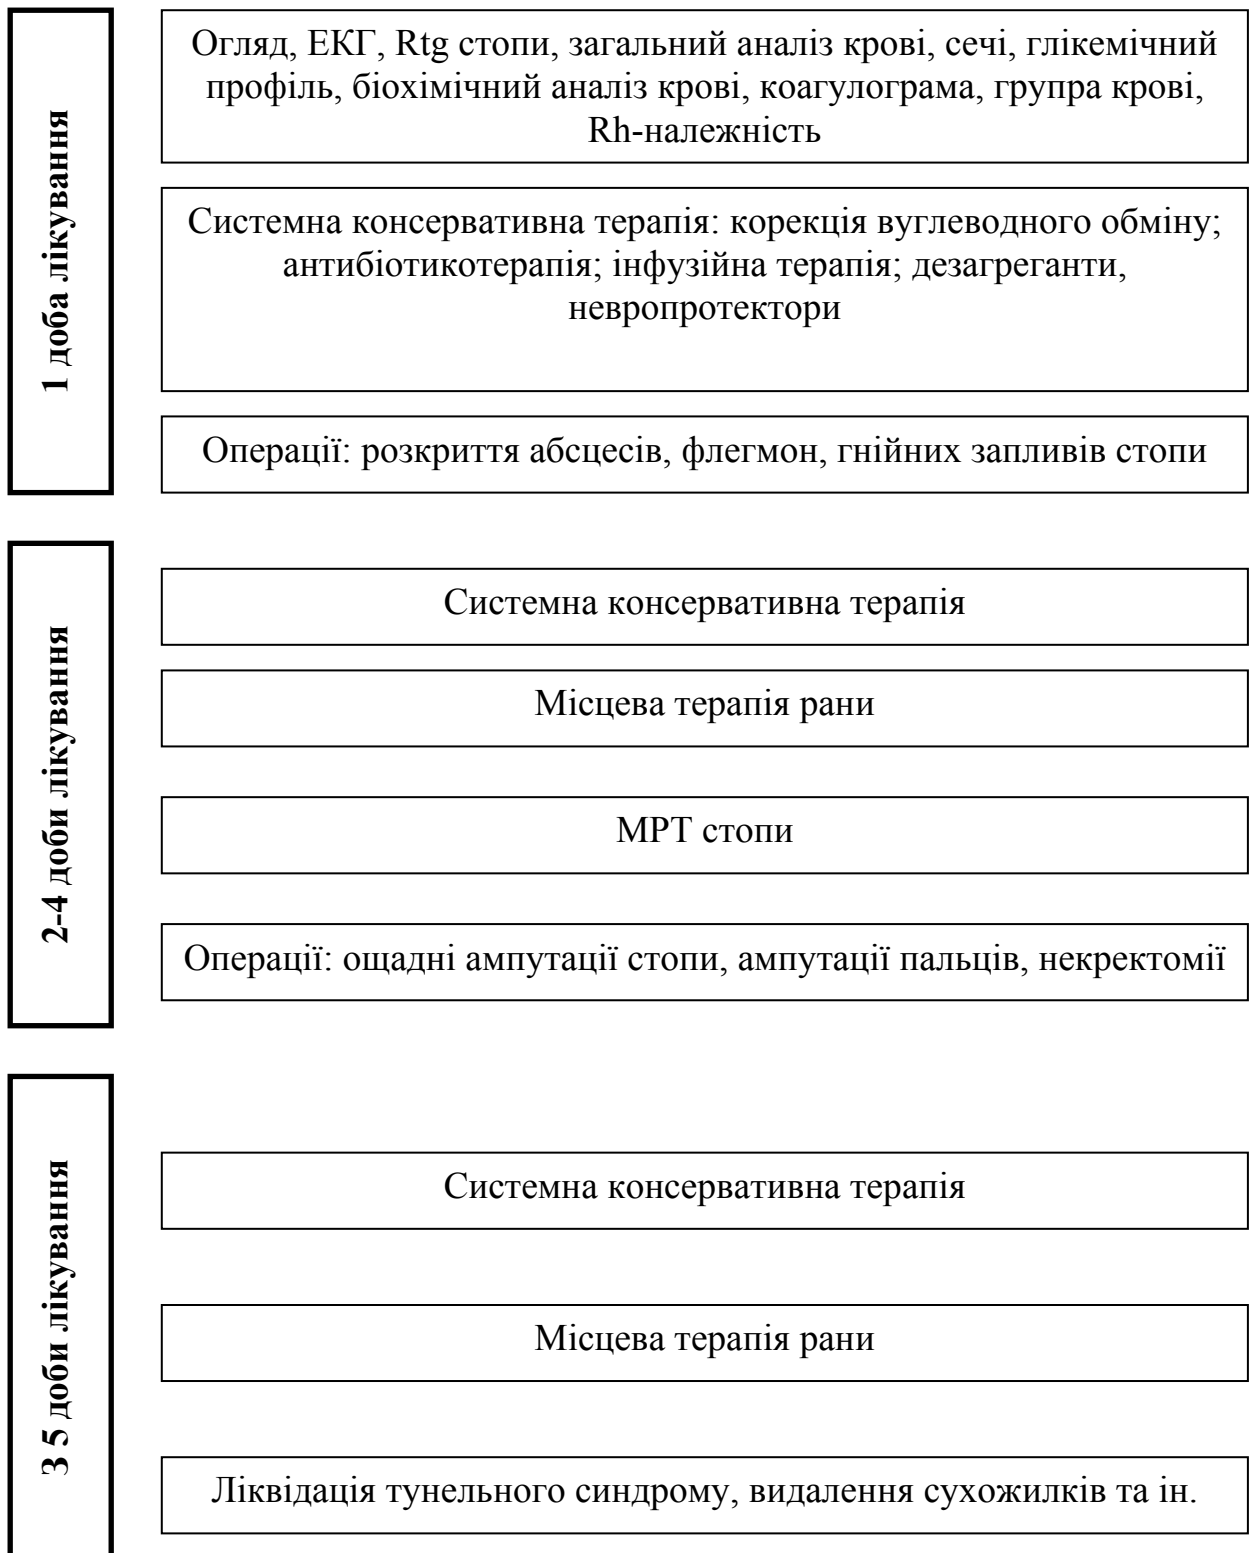 1 доба лікування
Огляд, ЕКГ, Rtg стопи, загальний аналіз крові, сечі, глікемічний
профіль, біохімічний аналіз крові, коагулограма, групра крові,
Rh-належність
Системна консервативна терапія: корекція вуглеводного обміну;
антибіотикотерапія; інфузійна терапія; дезагреганти,
невропротектори
Операції: розкриття абсцесів, флегмон, гнійних запливів стопи
2-4 доби лікування
Системна консервативна терапія
Місцева терапія рани
МРТ стопи
Операції: ощадні ампутації стопи, ампутації пальців, некректомії
З 5 доби лікування
Системна консервативна терапія
Місцева терапія рани
Ліквідація тунельного синдрому, видалення сухожилків та ін.